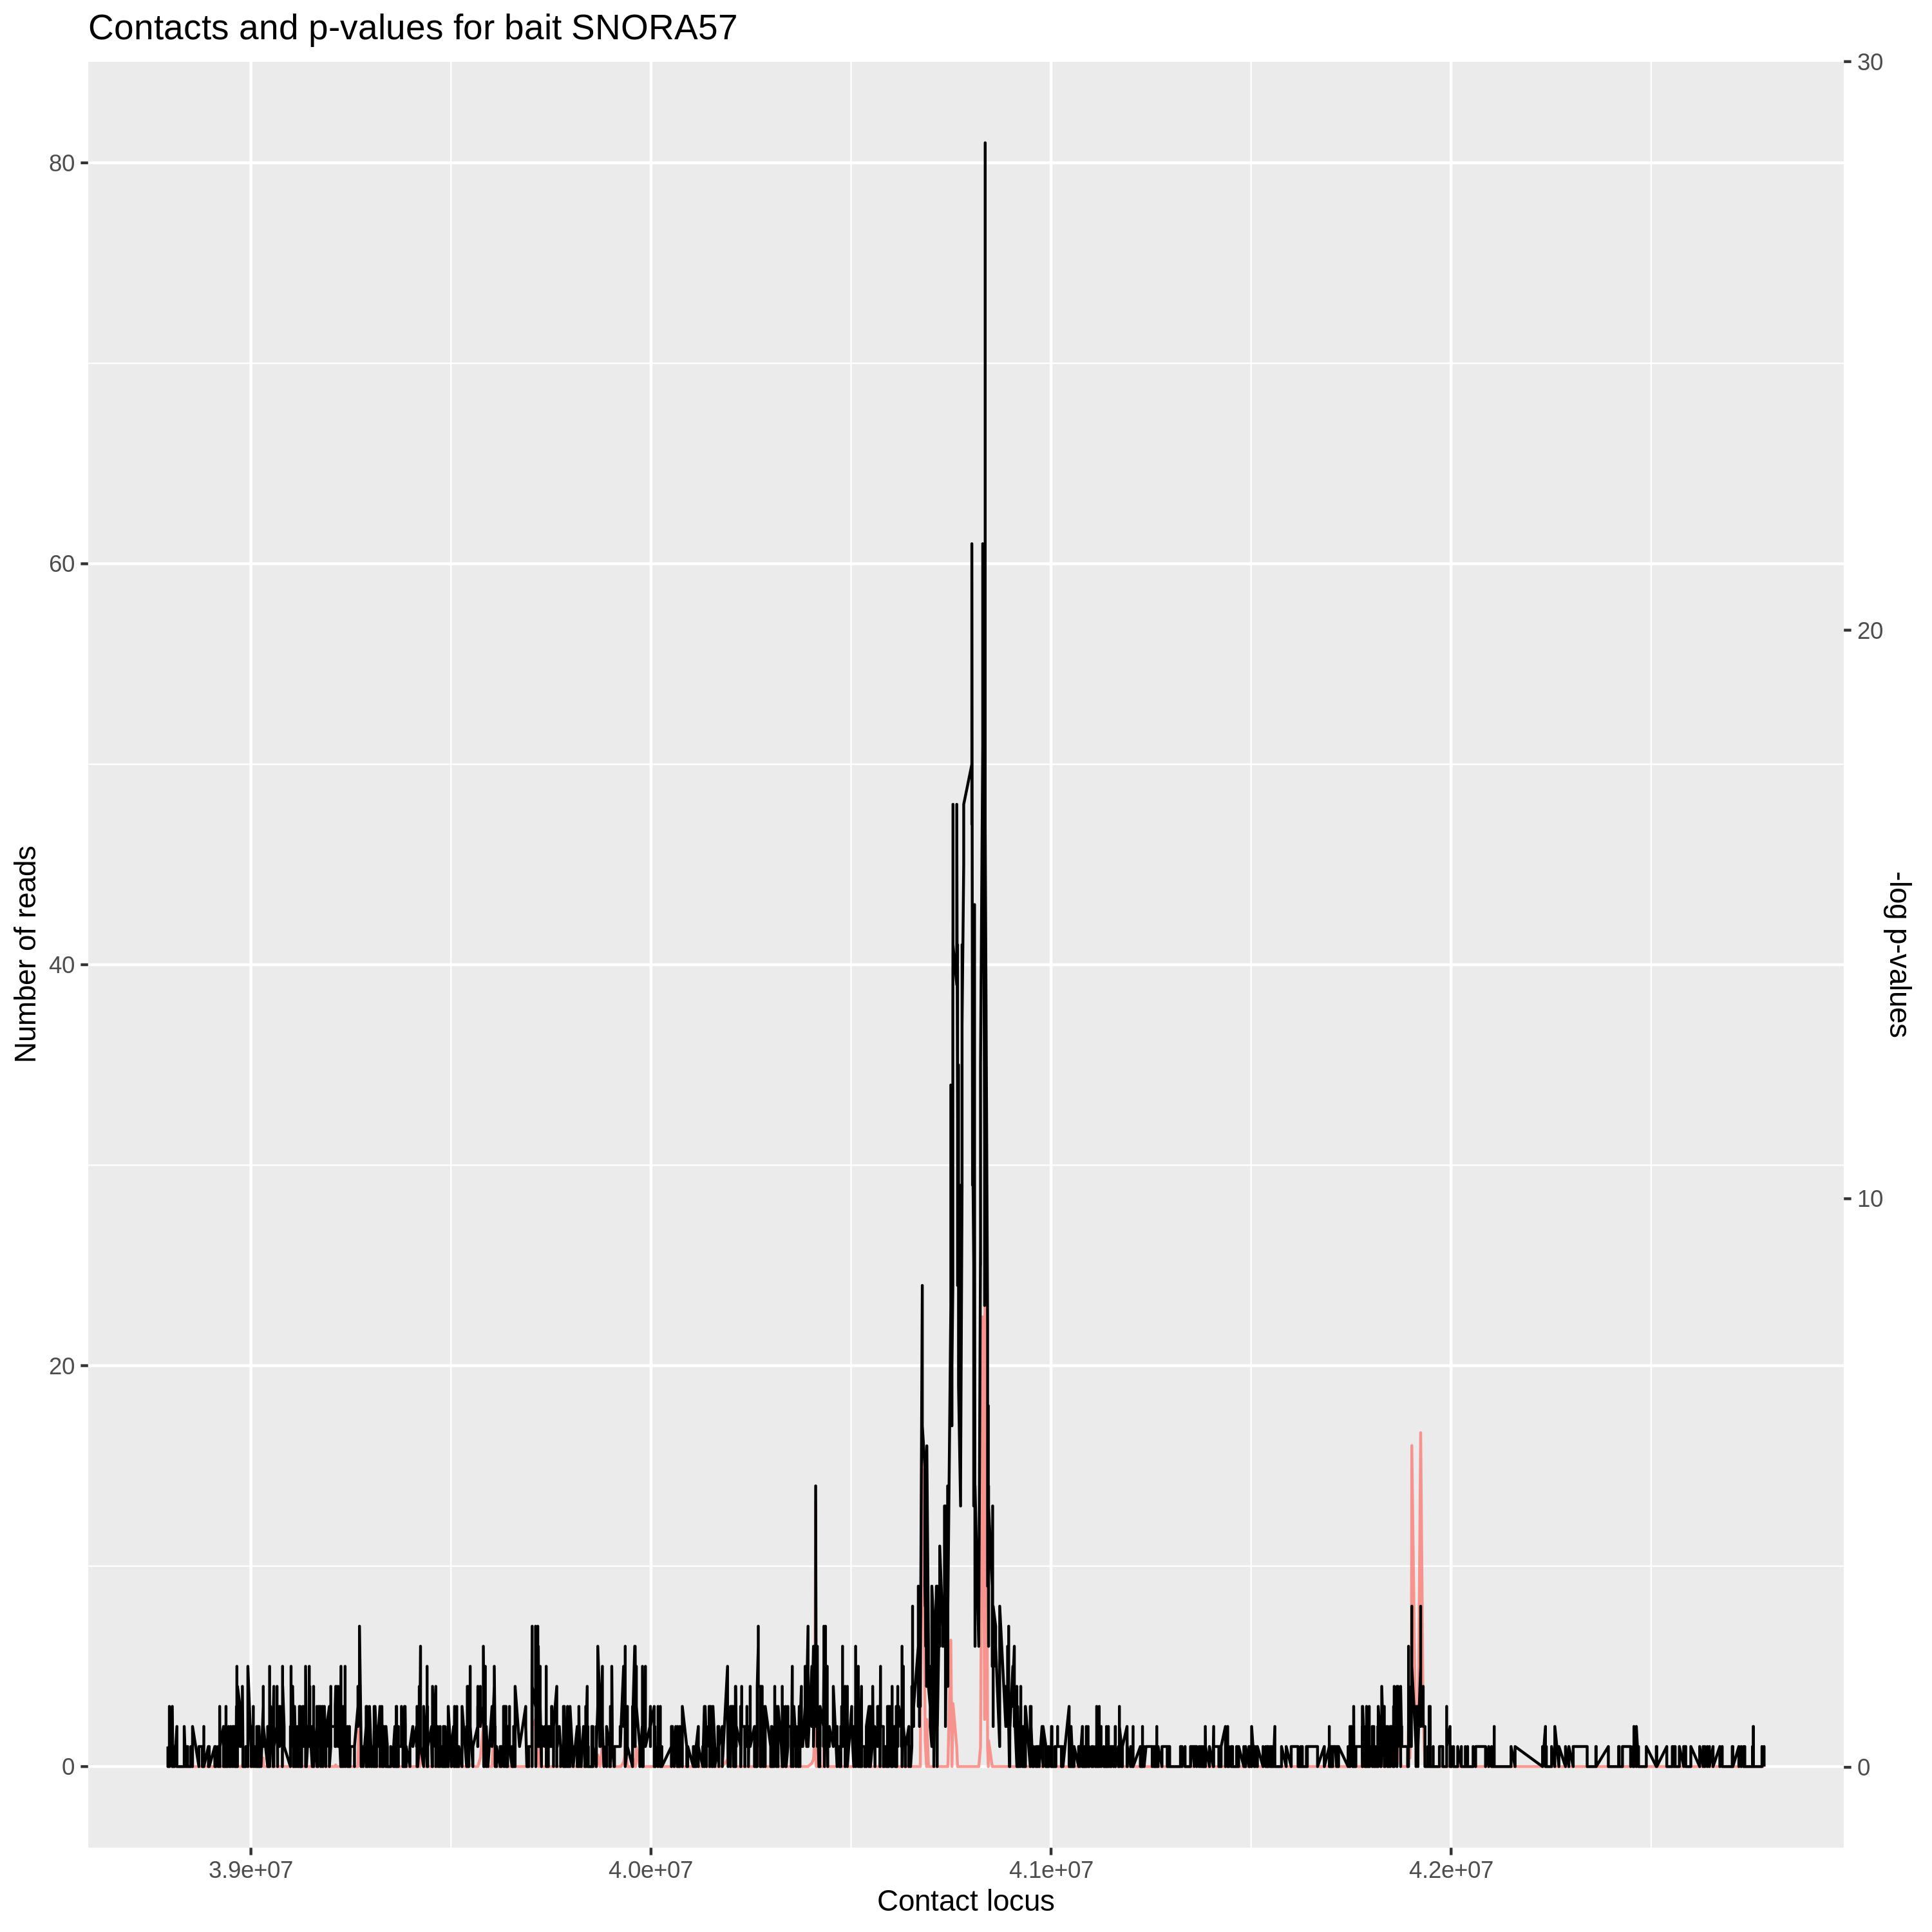 Contacts and p-values for bait SNORA57
30
80
60
20
40
Number of reads
-log p-values
10
20
0
0
3.9e+07 4.0e+07 4.1e+07 4.2e+07
Contact locus